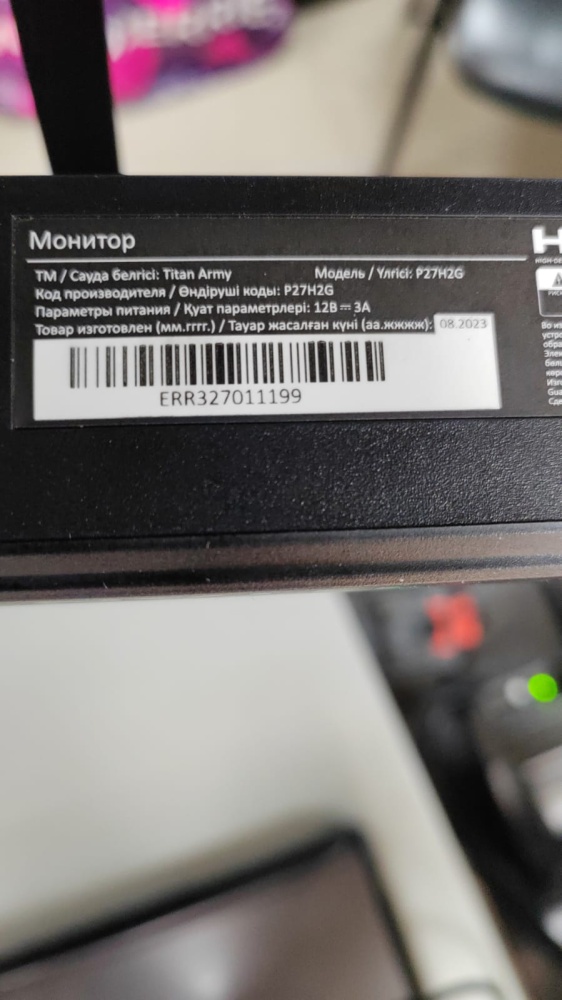 Монитор
ТМ / Сауда белгісі: Titan Army Модель / Үлгісі: P27H2G
Код производителя / Өндіруші коды: P27H2G
Параметры питания / Қуат параметрлері: 12В ⎓ 3А
Товар изготовлен (мм.гггг.) / Тауар жасалған күні (аа.жжжж): 08.2023
ERR327011199